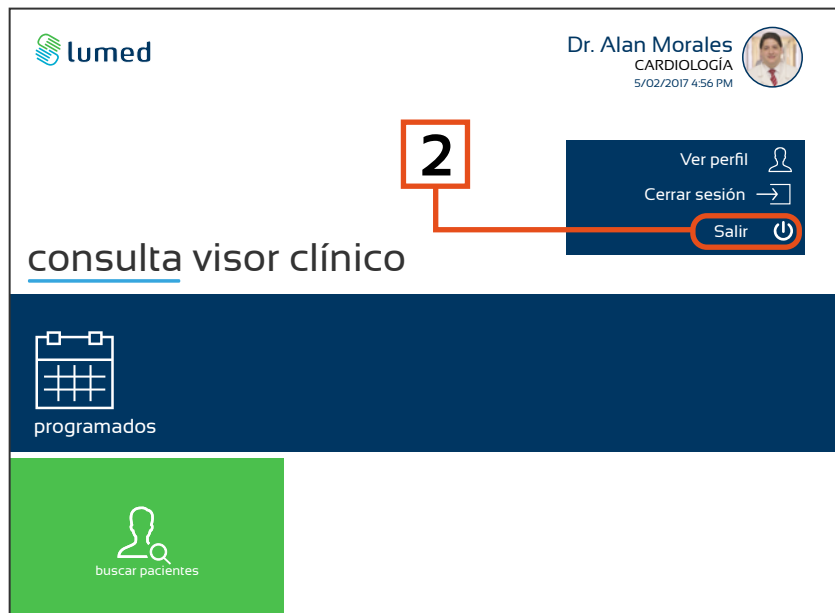 lumed
Dr. Alan Morales
CARDIOLOGÍA
5/02/2017 4:56 PM
2
Ver perfil
Cerrar sesión
Salir
consulta visor clínico
programados
buscar pacientes